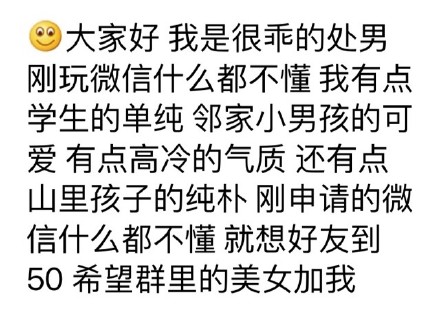 🙂大家好 我是很乖的处男
刚玩微信什么都不懂 我有点
学生的单纯 邻家小男孩的可
爱 有点高冷的气质 还有点
山里孩子的纯朴 刚申请的微
信什么都不懂 就想好友到
50 希望群里的美女加我